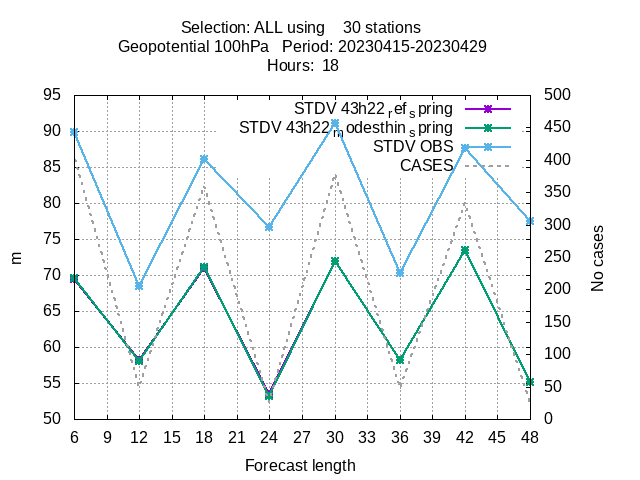 Selection: ALL using    30 stations
Geopotential 100hPa   Period: 20230415-20230429
Hours:  18
STDV 43h22_ref_spring
STDV 43h22_modesthin_spring
STDV OBS
CASES
95
90
85
80
75
70
65
60
55
50
m
500
450
400
350
300
250
200
150
100
50
0
No cases
6 9 12 15 18 21 24 27 30 33 36 39 42 45 48
Forecast length